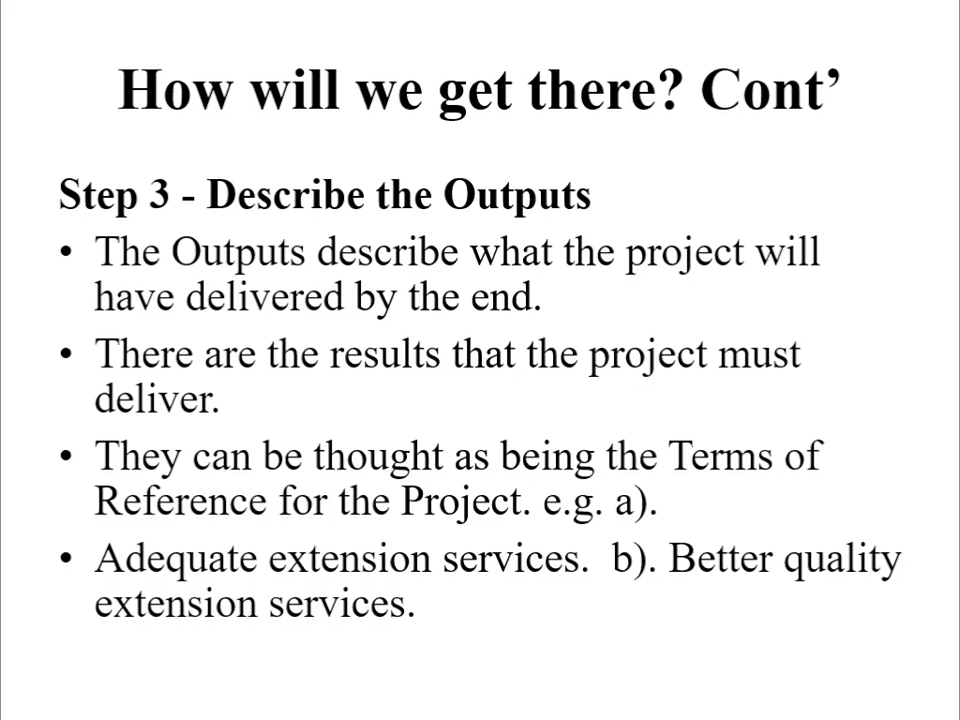 How will we get there? Cont’
Step 3 - Describe the Outputs
• The Outputs describe what the project will
have delivered by the end.
• There are the results that the project must
deliver.
• They can be thought as being the Terms of
Reference for the Project. e.g. a).
• Adequate extension services.  b). Better quality
extension services.